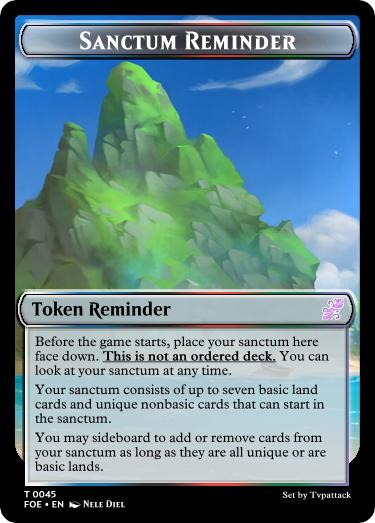 Sanctum Reminder
Token Reminder
Before the game starts, place your sanctum here
face down. This is not an ordered deck. You can
look at your sanctum at any time.
Your sanctum consists of up to seven basic land
cards and unique nonbasic cards that can start in
the sanctum.
You may sideboard to add or remove cards from
your sanctum as long as they are all unique or are
basic lands.
T 0045
FOE • EN Nele Diel
Set by Tvpattack